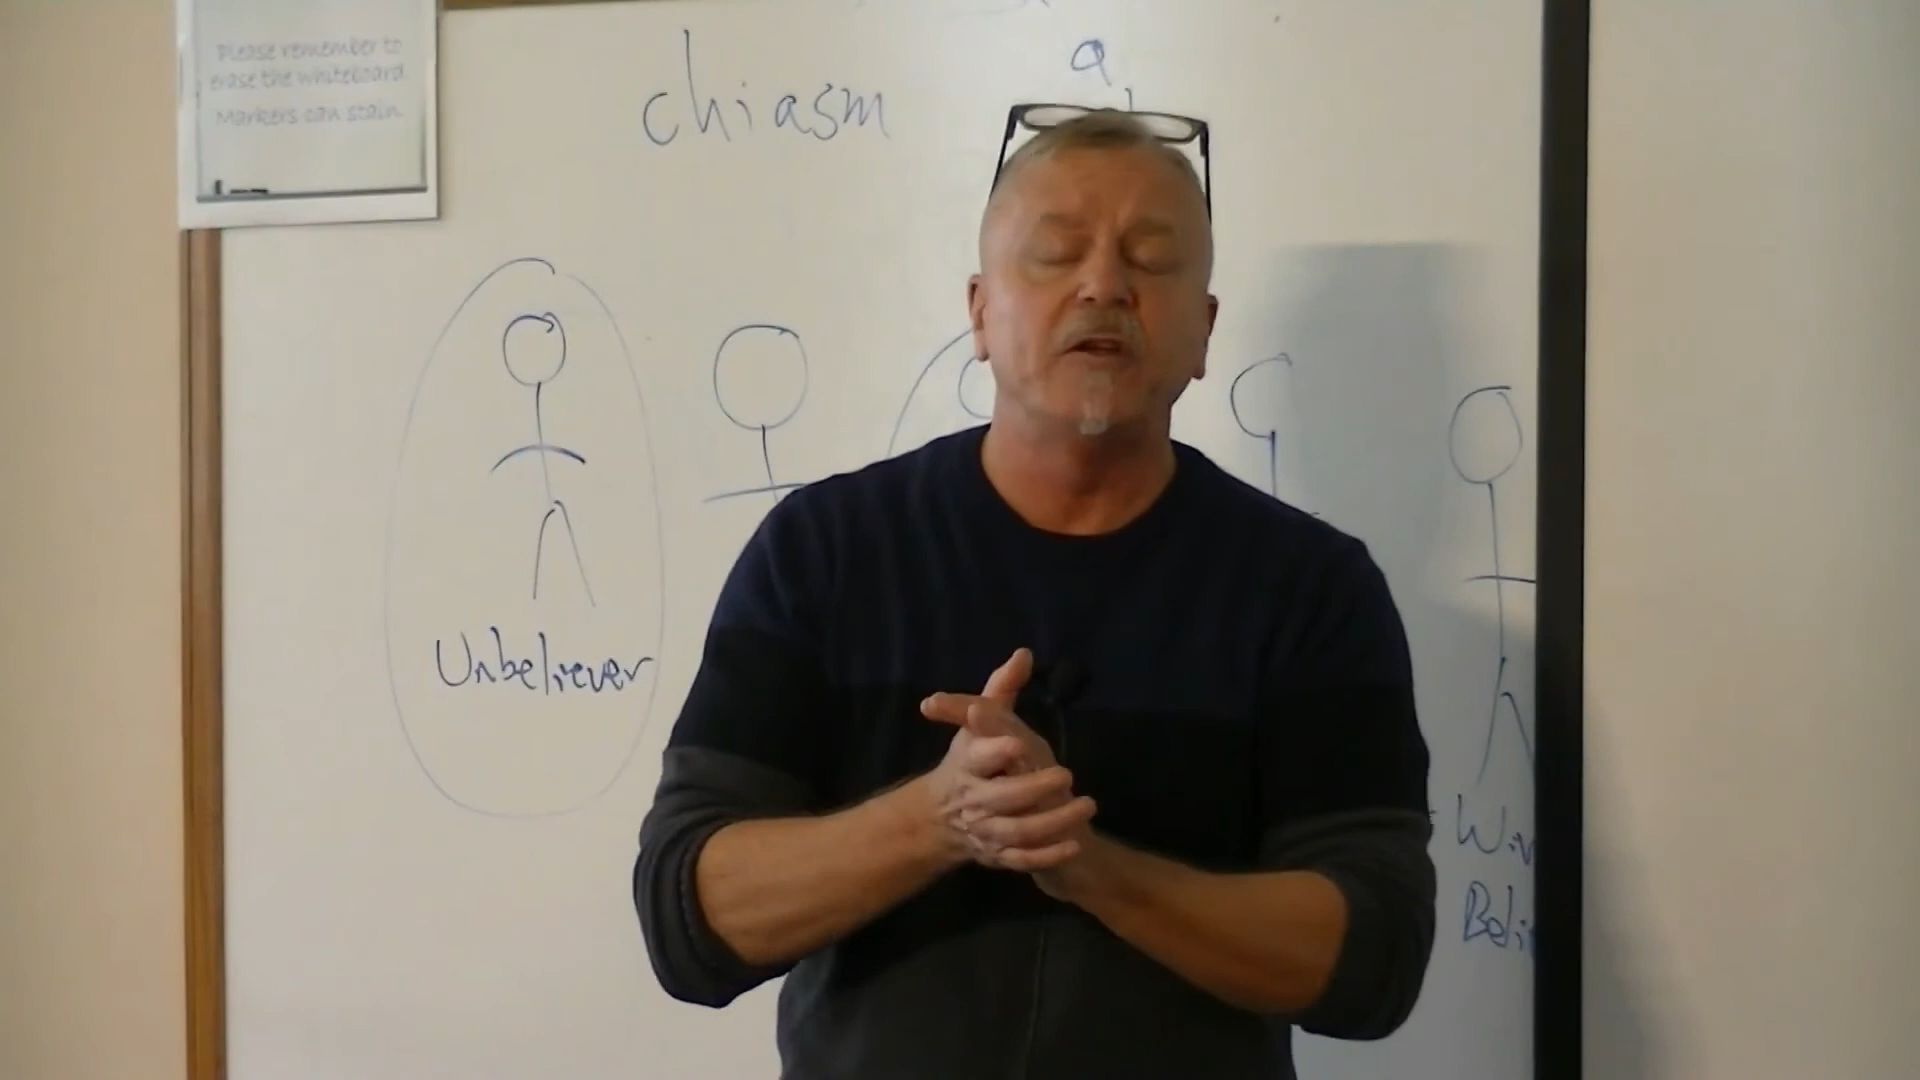 Please remember to
erase the whiteboard.
Markers can stain.
chiasm
a
Unbeliever